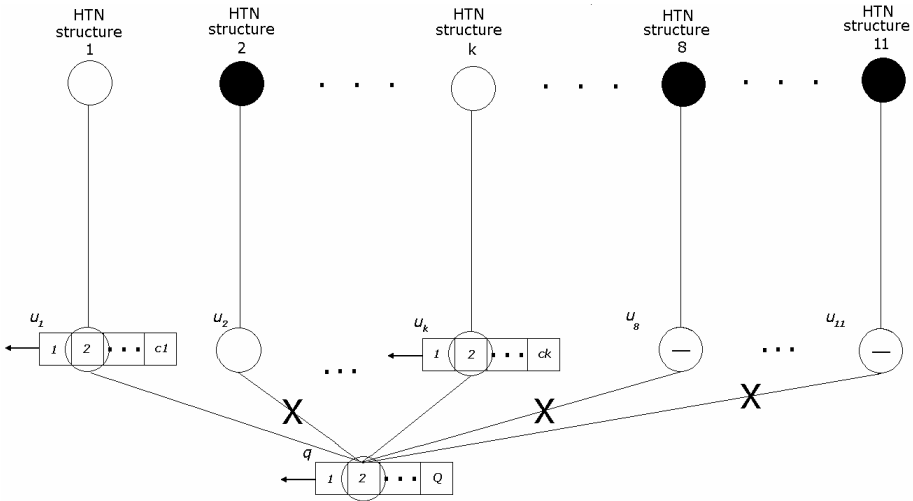 HTN
structure
1
HTN
structure
2
HTN
structure
k
HTN
structure
8
HTN
structure
11
. . .
. . .
. . .
u1
1 2 ... c1
u2
...
uk
1 2 ... ck
u8
—
...
u11
—
X
X
X
q
1 2 ... Q